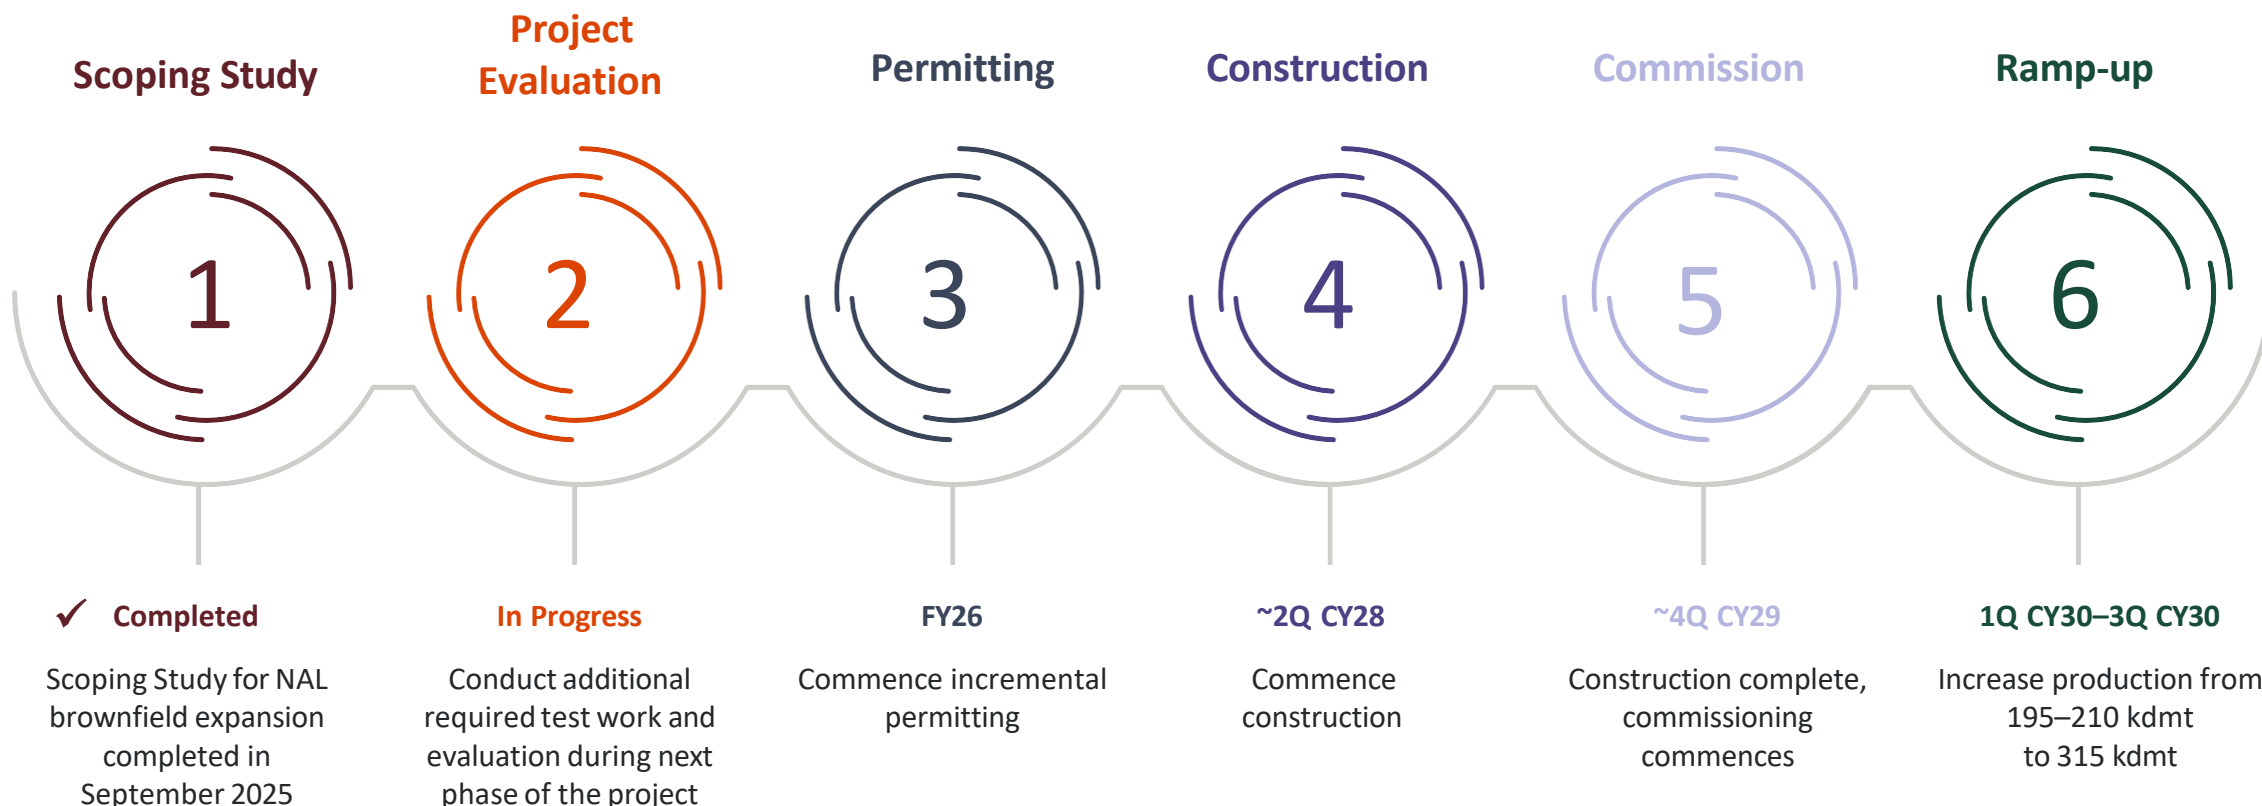 Scoping Study
Project
Evaluation
Permitting
Construction
Commission
Ramp-up
1
2
3
4
5
6
✓ Completed
Scoping Study for NAL
brownfield expansion
completed in
September 2025
In Progress
Conduct additional
required test work and
evaluation during next
phase of the project
FY26
Commence incremental
permitting
~2Q CY28
Commence
construction
~4Q CY29
Construction complete,
commissioning
commences
1Q CY30–3Q CY30
Increase production from
195–210 kdmt
to 315 kdmt